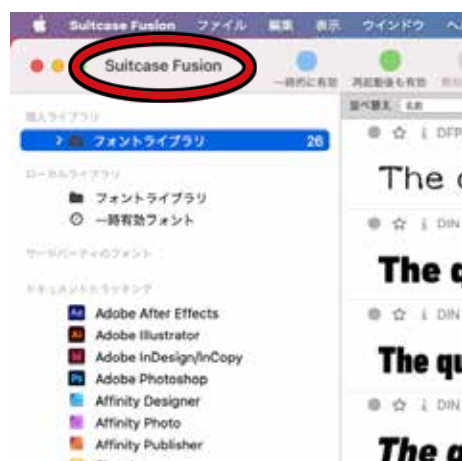 Suitcase Fusion ファイル 編集 表示 ウインドウ
Suitcase Fusion
一時的に有効 再起動後も有効
並べ替え 名前
個人ライブラリ
フォントライブラリ 26
DFP
The
ローカルライブラリ
フォントライブラリ
一時有効フォント
DIN
The q
サードパーティのフォント
ドキュメントトラッキング
Adobe After Effects
DIN
Adobe Illustrator
Adobe InDesign/InCopy
The qu
Adobe Photoshop
Affinity Designer
DIN
Affinity Photo
Affinity Publisher
The q